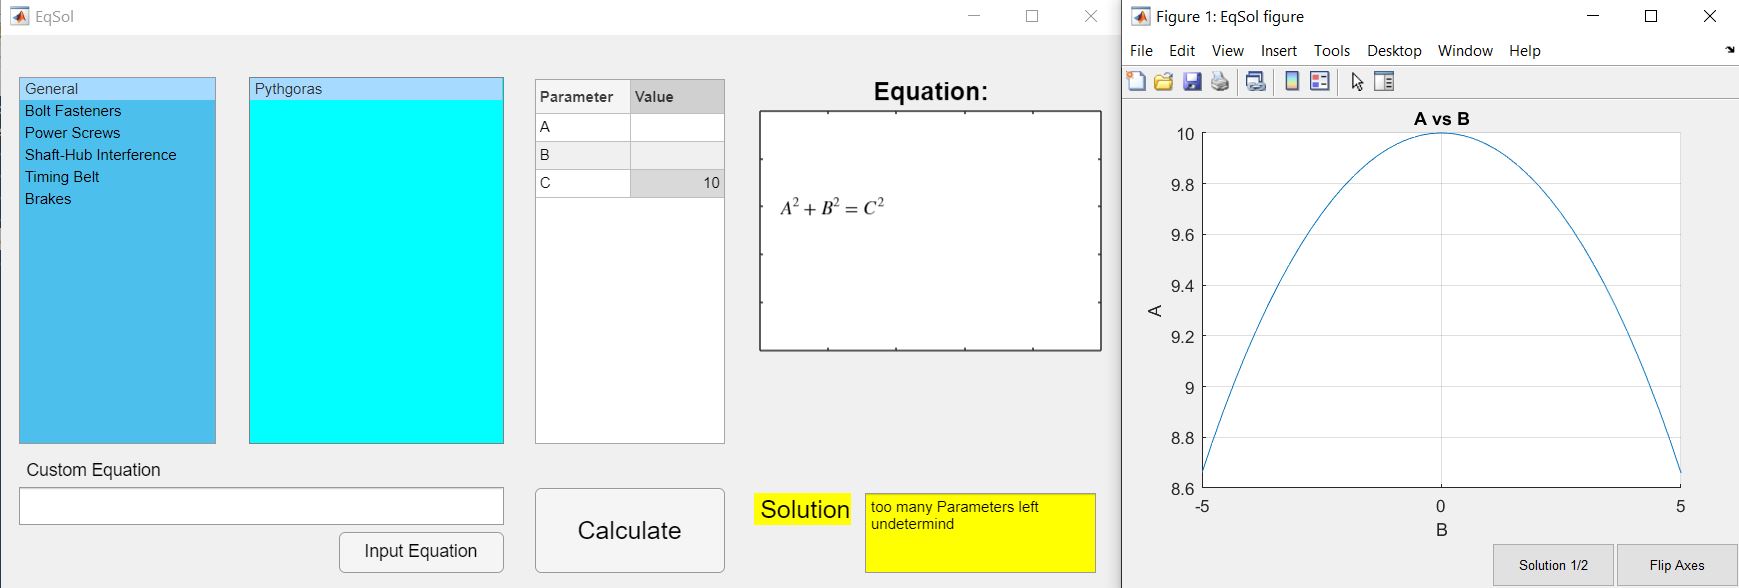 EqSol
General
Bolt Fasteners
Power Screws
Shaft-Hub Interference
Timing Belt
Brakes
Pythgoras
Parameter Value
A
B
C 10
Equation:
A² + B² = C²
Custom Equation
Input Equation
Calculate
Solution
too many Parameters left
undetermind
Figure 1: EqSol figure
File Edit View Insert Tools Desktop Window Help
A vs B
10
9.8
9.6
9.4
9.2
9
8.8
8.6
A
-5 0 5
B
Solution 1/2 Flip Axes